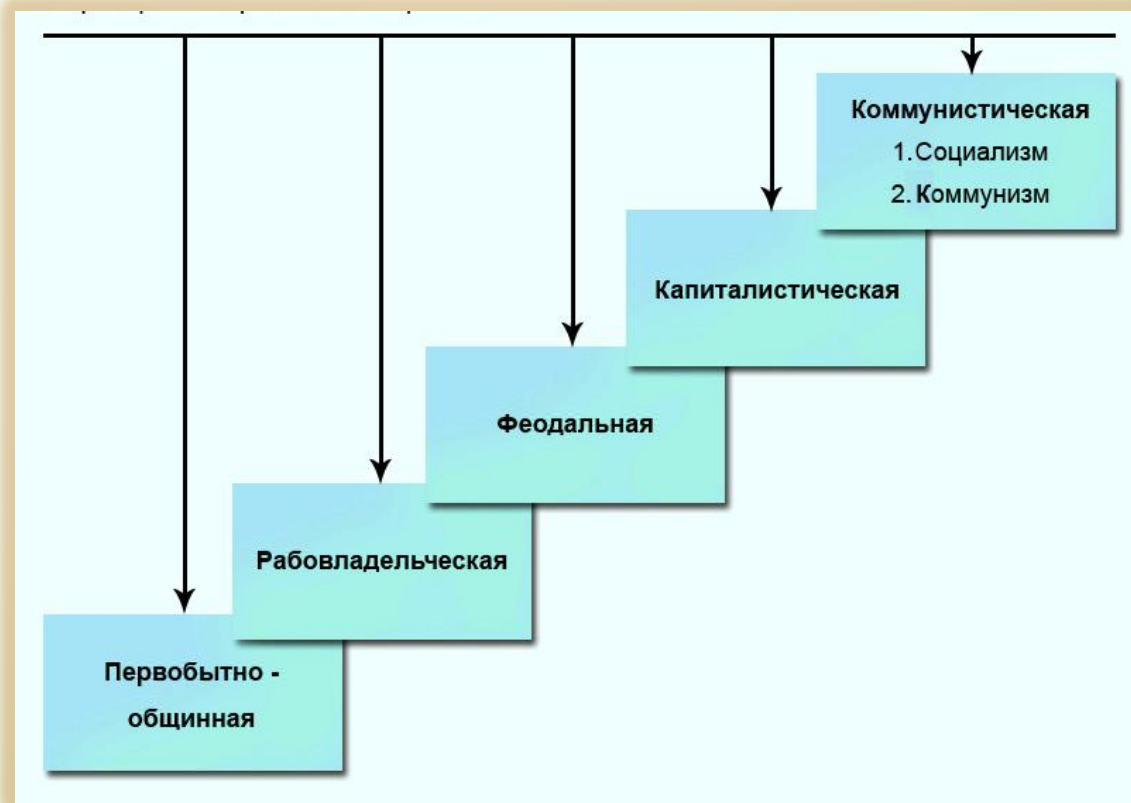 Коммунистическая
1.Социализм
2. Коммунизм
Капиталистическая
Феодальная
Рабовладельческая
Первобытно -
общинная